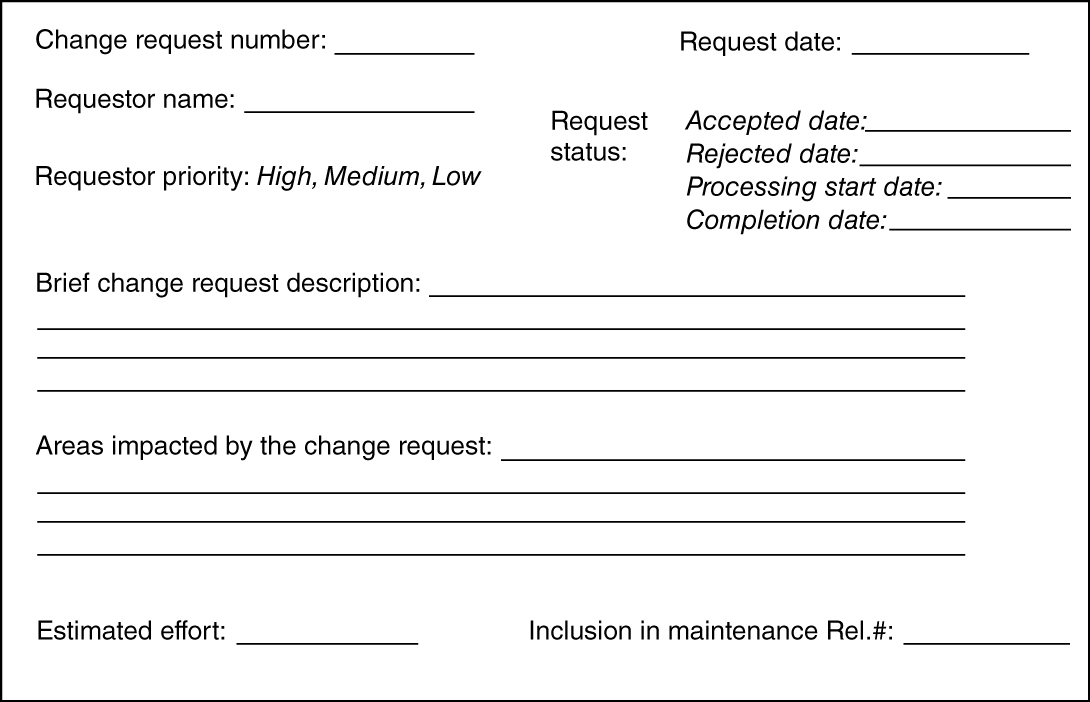 Change request number:
Request date:
Requestor name:
Request status:
Accepted date:
Rejected date:
Processing start date:
Completion date:
Requestor priority: High, Medium, Low
Brief change request description:
Areas impacted by the change request:
Estimated effort:
Inclusion in maintenance Rel.#: